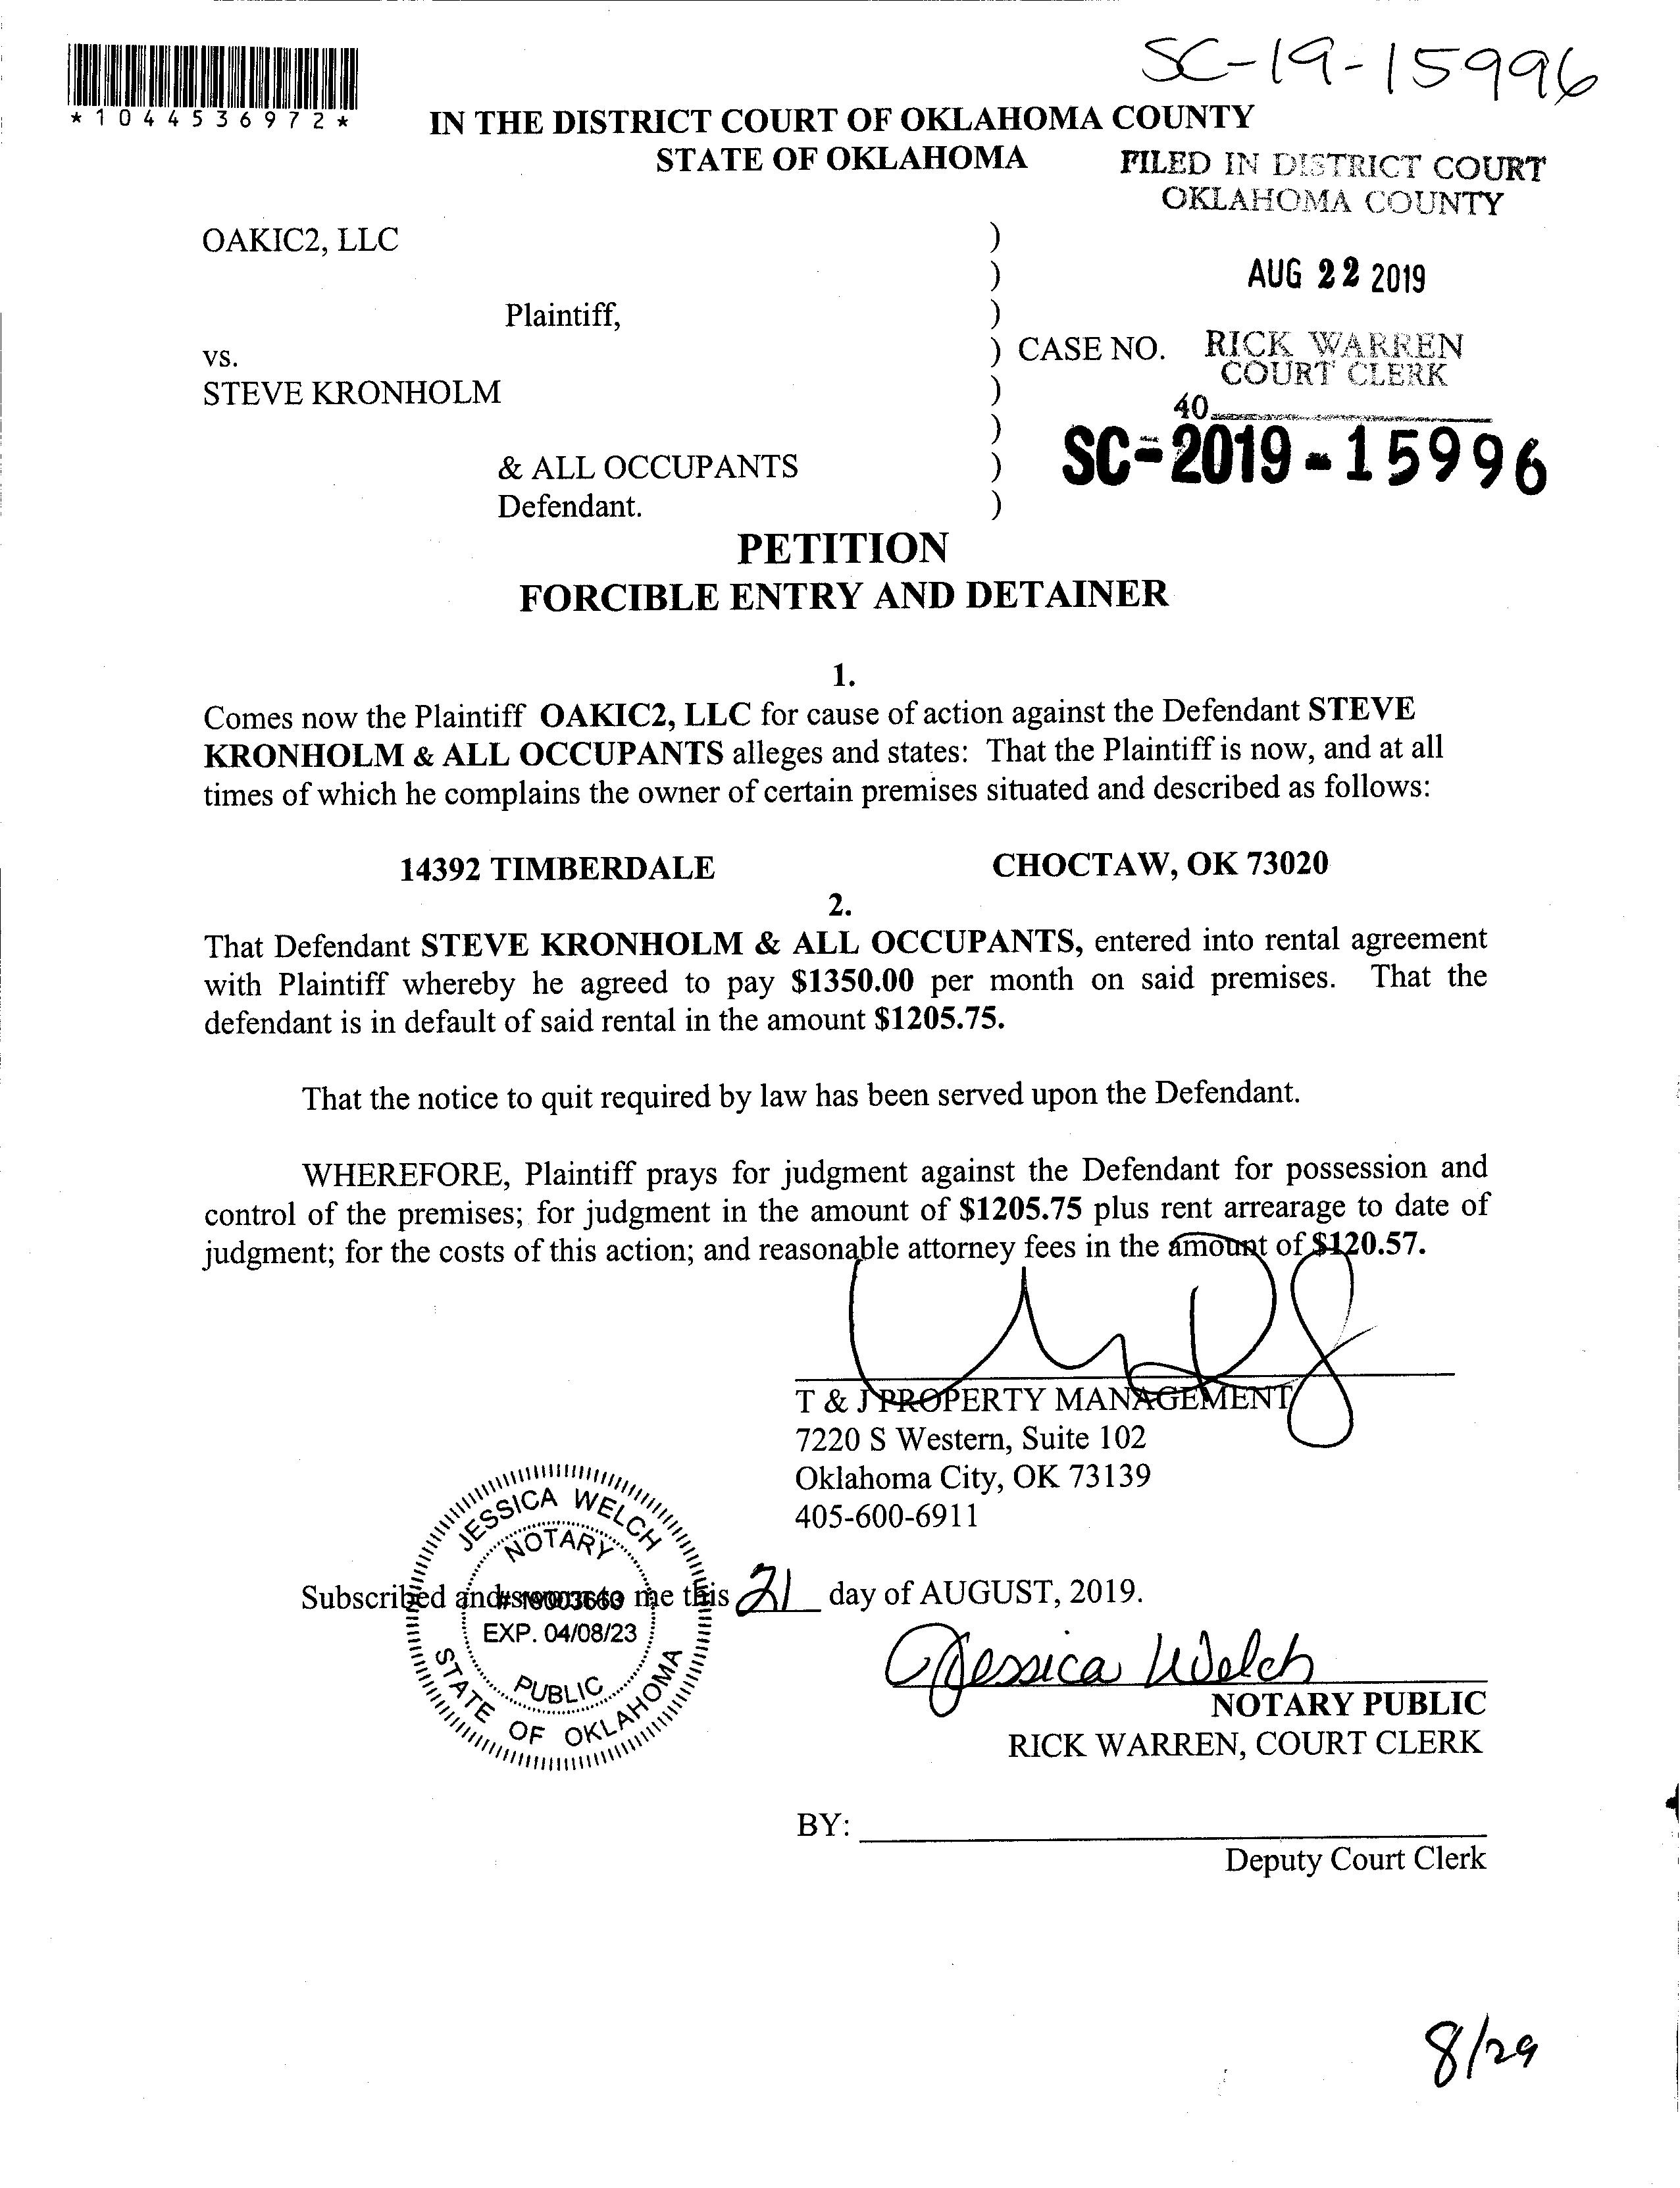 SC-19-15996
*1044536972*
IN THE DISTRICT COURT OF OKLAHOMA COUNTY
STATE OF OKLAHOMA
FILED IN DISTRICT COURT
OKLAHOMA COUNTY
OAKIC2, LLC )
)
AUG 22 2019
Plaintiff, )
vs. ) CASE NO. RICK WARREN
COURT CLERK
STEVE KRONHOLM )
40
)
SC-2019-15996
& ALL OCCUPANTS )
Defendant. )
PETITION
FORCIBLE ENTRY AND DETAINER
1.
Comes now the Plaintiff OAKIC2, LLC for cause of action against the Defendant STEVE
KRONHOLM & ALL OCCUPANTS alleges and states: That the Plaintiff is now, and at all
times of which he complains the owner of certain premises situated and described as follows:
14392 TIMBERDALE CHOCTAW, OK 73020
2.
That Defendant STEVE KRONHOLM & ALL OCCUPANTS, entered into rental agreement
with Plaintiff whereby he agreed to pay $1350.00 per month on said premises. That the
defendant is in default of said rental in the amount $1205.75.
That the notice to quit required by law has been served upon the Defendant.
WHEREFORE, Plaintiff prays for judgment against the Defendant for possession and
control of the premises; for judgment in the amount of $1205.75 plus rent arrearage to date of
judgment; for the costs of this action; and reasonable attorney fees in the amount of $120.57.
T & J PROPERTY MANAGEMENT
7220 S Western, Suite 102
Oklahoma City, OK 73139
405-600-6911
JESSICA WELCH
NOTARY
Subscribed and sworn to me this 21 day of AUGUST, 2019.
EXP. 04/08/23
PUBLIC
STATE OF OKLAHOMA
Jessica Welch
NOTARY PUBLIC
RICK WARREN, COURT CLERK
BY:
Deputy Court Clerk
8/29